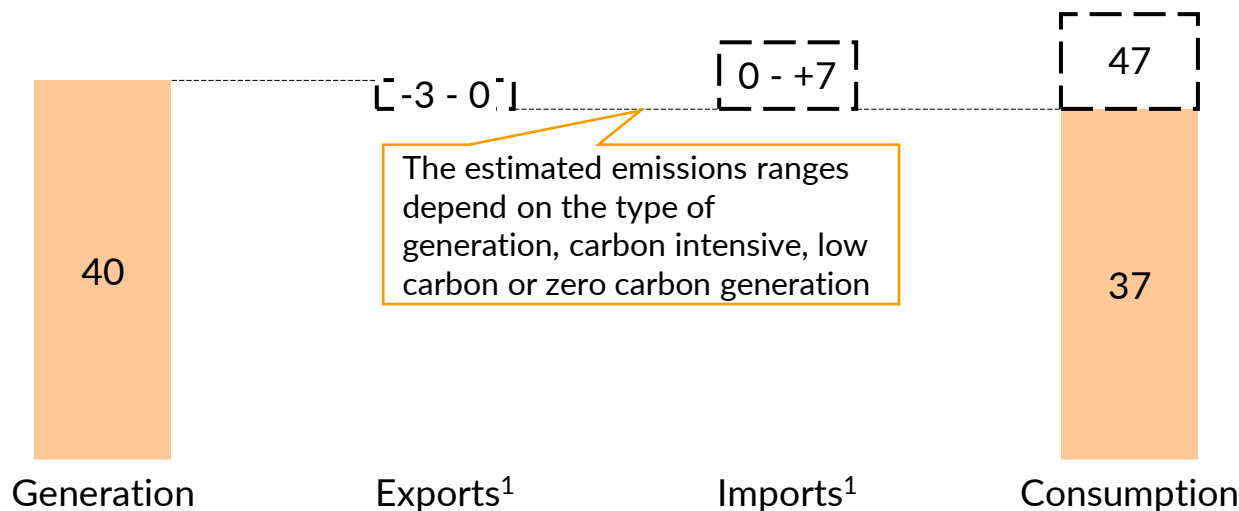 47
-3 - 0
0 - +7
The estimated emissions ranges
depend on the type of
generation, carbon intensive, low
carbon or zero carbon generation
40
37
Generation
Exports¹
Imports¹
Consumption